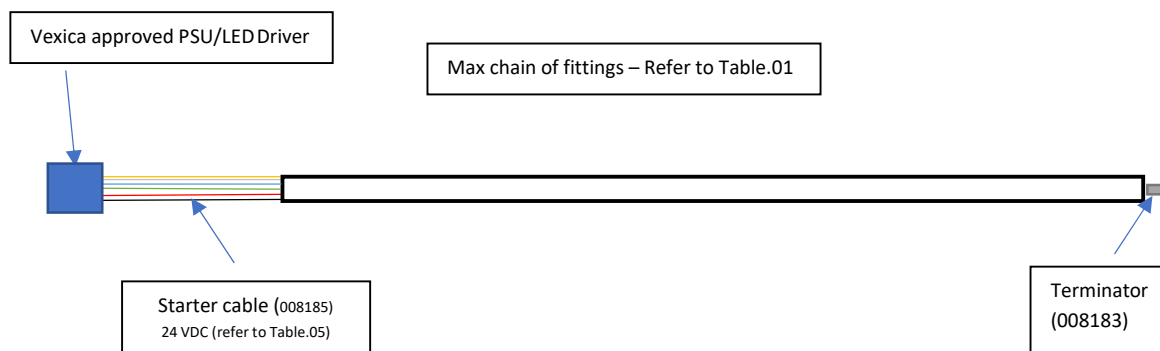 Vexica approved PSU/LED Driver
Max chain of fittings – Refer to Table.01
Starter cable (008185)
24 VDC (refer to Table.05)
Terminator
(008183)